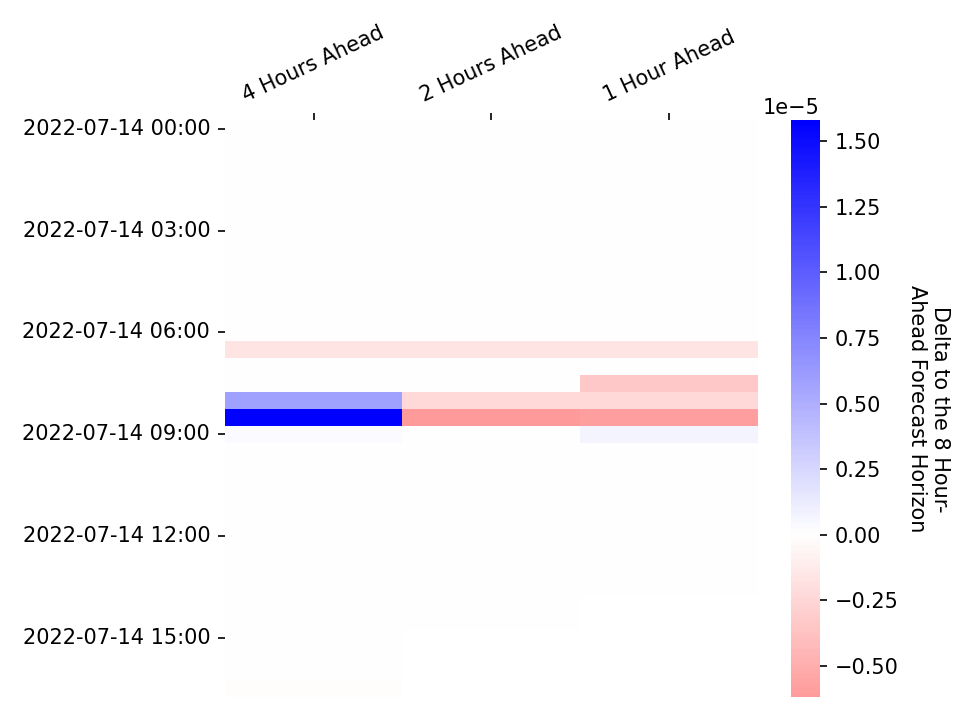 4 Hours Ahead
2 Hours Ahead
1 Hour Ahead
1e−5
2022-07-14 00:00
2022-07-14 03:00
2022-07-14 06:00
2022-07-14 09:00
2022-07-14 12:00
2022-07-14 15:00
1.50
1.25
1.00
0.75
0.50
0.25
0.00
−0.25
−0.50
Delta to the 8 Hour-
Ahead Forecast Horizon